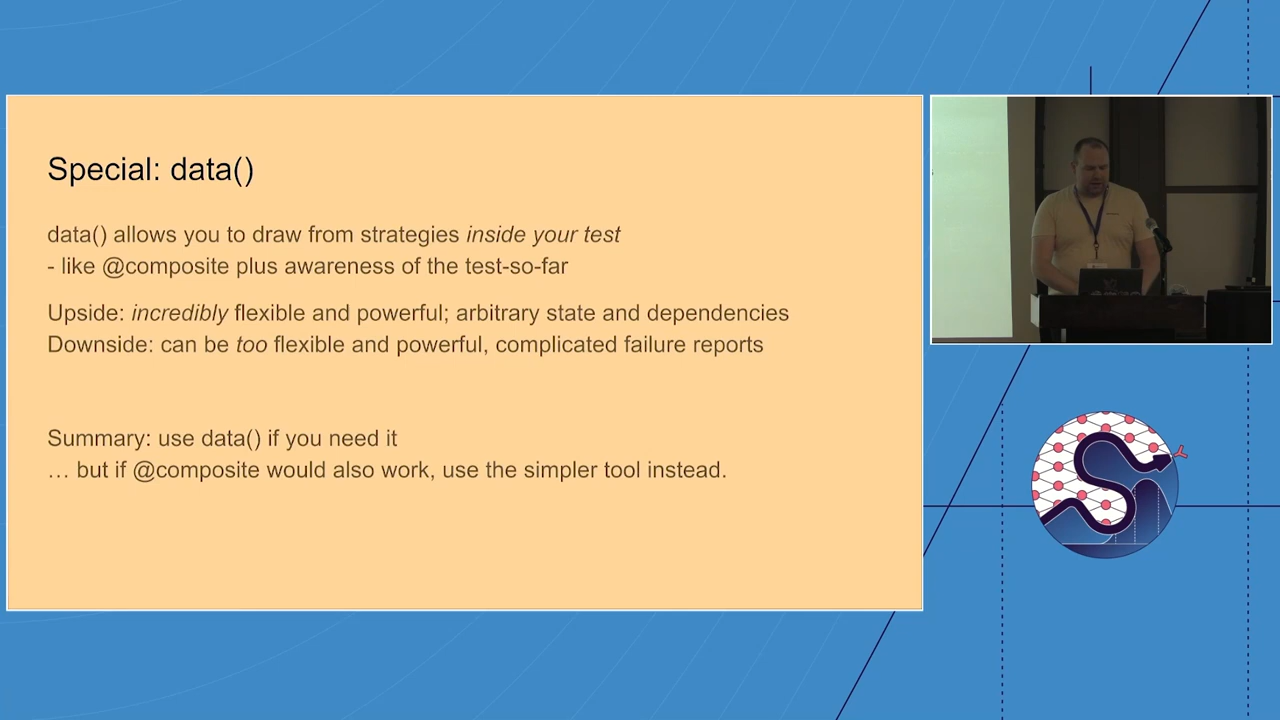 Special: data()
data() allows you to draw from strategies inside your test
- like @composite plus awareness of the test-so-far
Upside: incredibly flexible and powerful; arbitrary state and dependencies
Downside: can be too flexible and powerful, complicated failure reports
Summary: use data() if you need it
… but if @composite would also work, use the simpler tool instead.